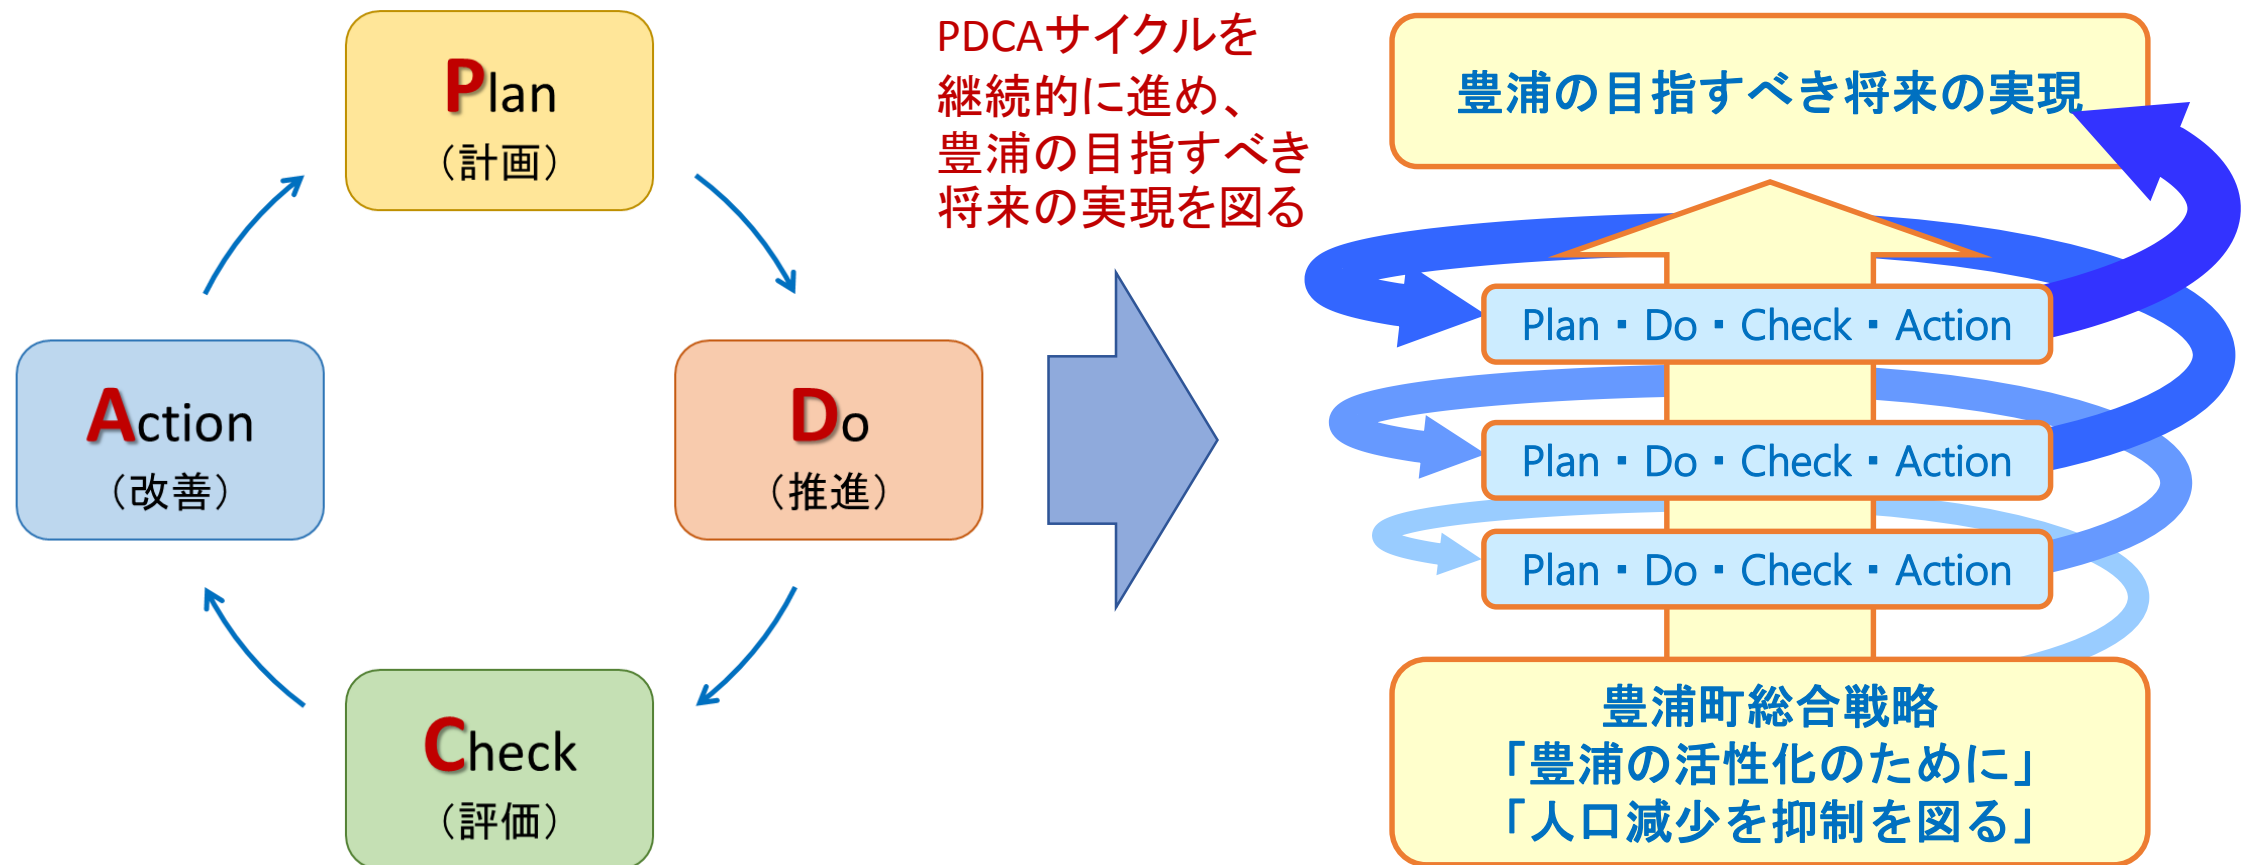 Plan
（計画）
Do
（推進）
Check
（評価）
Action
（改善）
PDCAサイクルを
継続的に進め、
豊浦の目指すべき
将来の実現を図る
豊浦の目指すべき将来の実現
Plan・Do・Check・Action
Plan・Do・Check・Action
Plan・Do・Check・Action
豊浦町総合戦略
「豊浦の活性化のために」
「人口減少を抑制を図る」